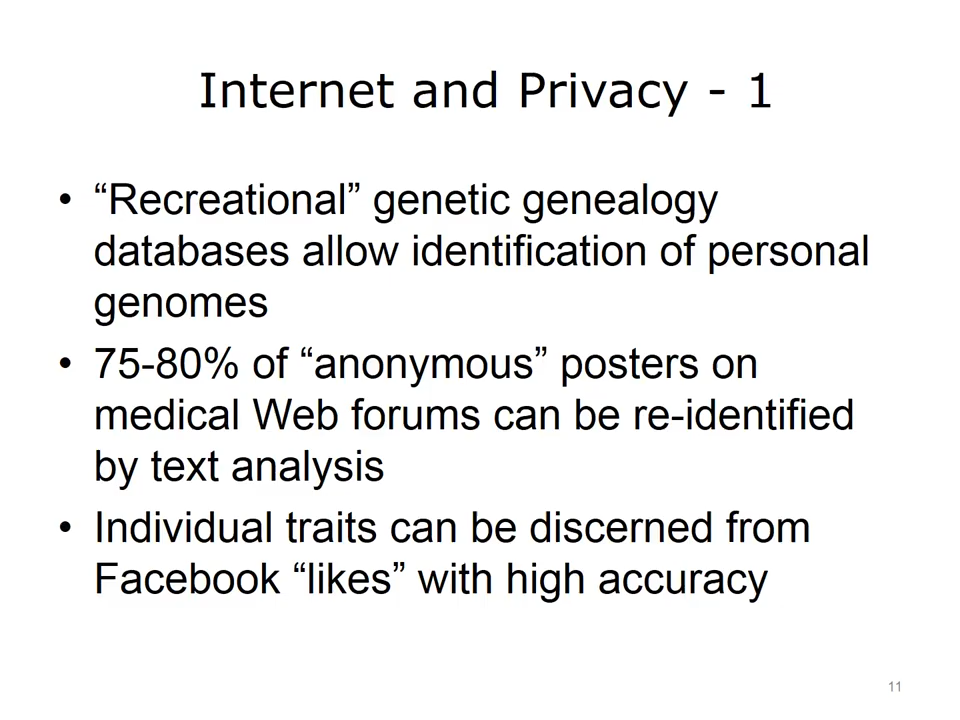 Internet and Privacy - 1
• “Recreational” genetic genealogy
databases allow identification of personal
genomes
• 75-80% of “anonymous” posters on
medical Web forums can be re-identified
by text analysis
• Individual traits can be discerned from
Facebook “likes” with high accuracy
11